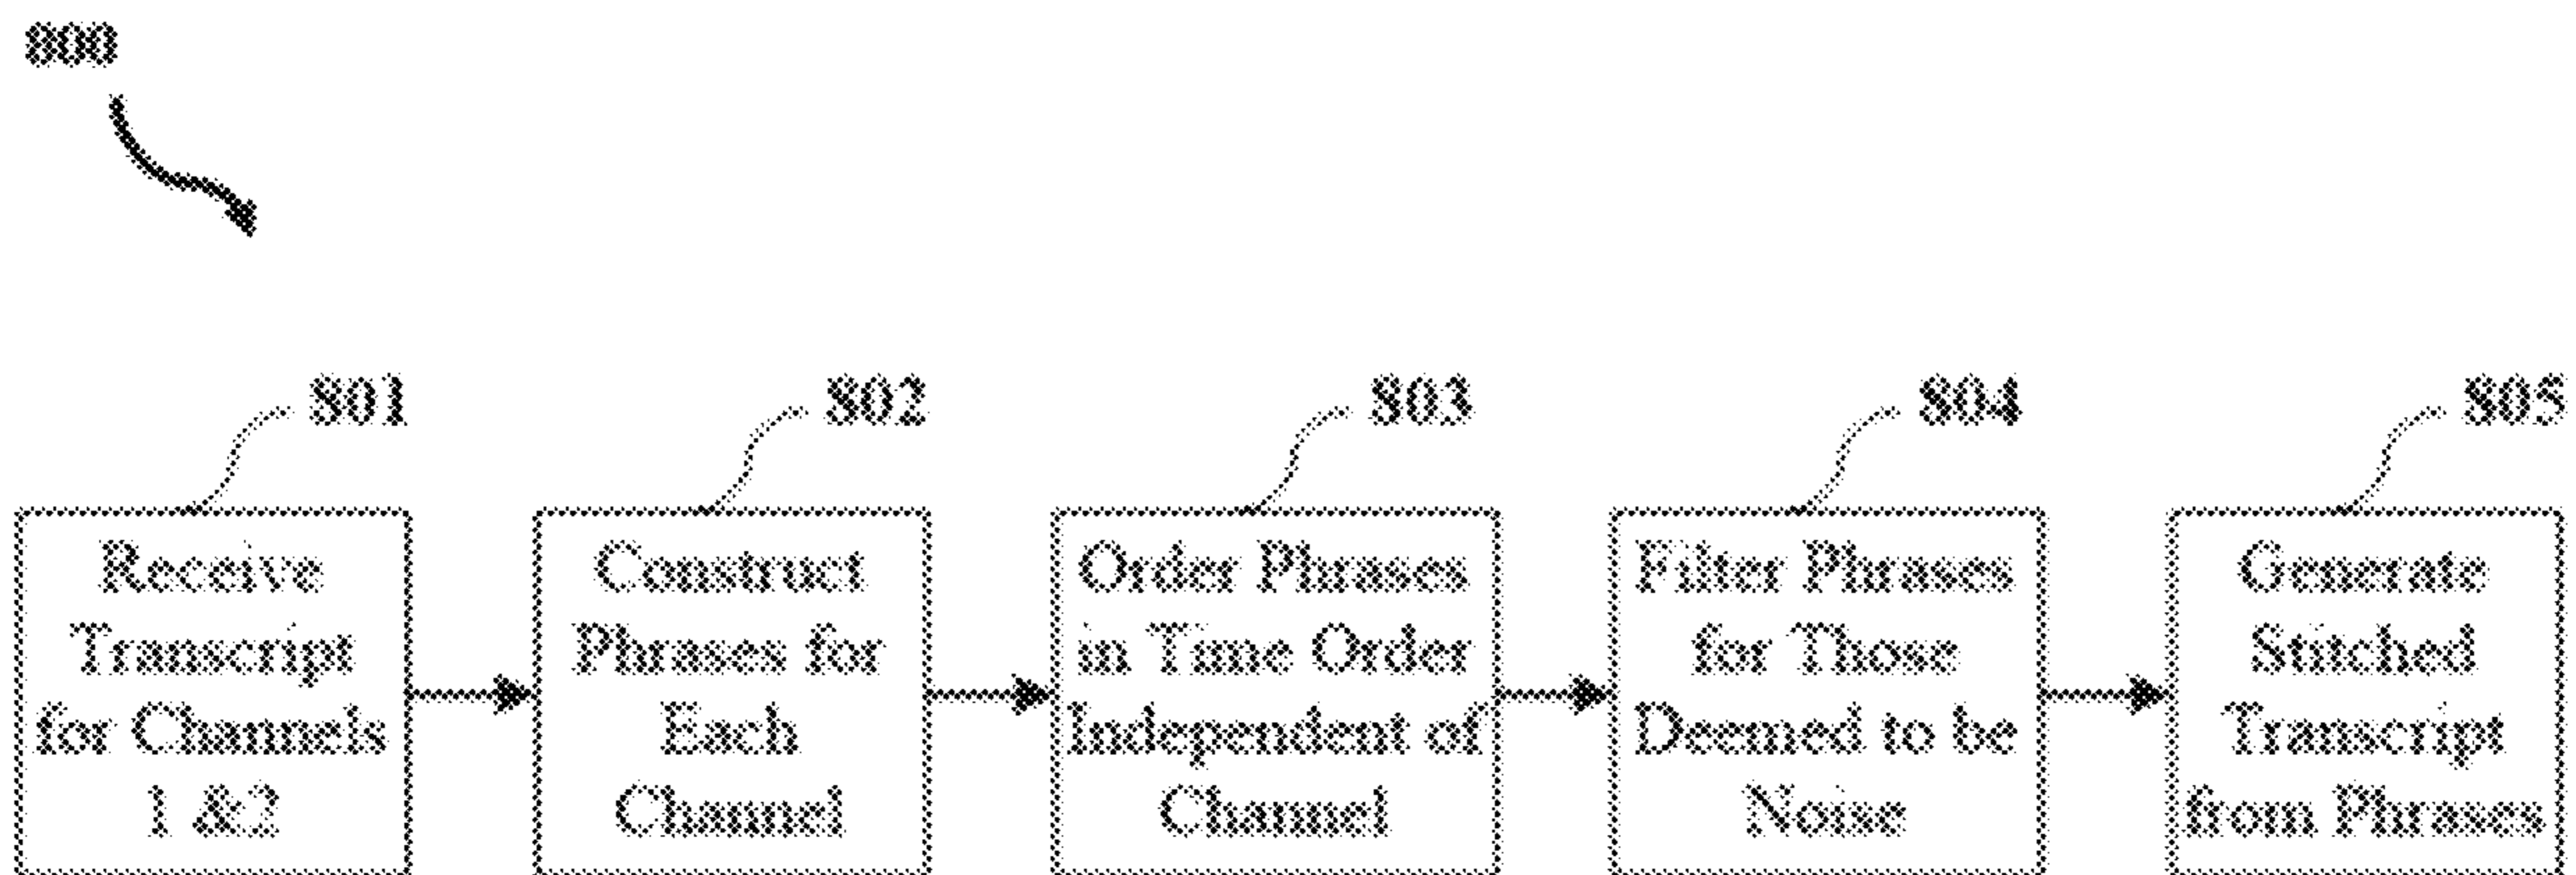 800
801
Receive
Transcript
for Channels
1 &2
802
Construct
Phrases for
Each
Channel
803
Order Phrases
in Time Order
Independent of
Channel
804
Filter Phrases
for Those
Deemed to be
Noise
805
Generate
Stitched
Transcript
from Phrases